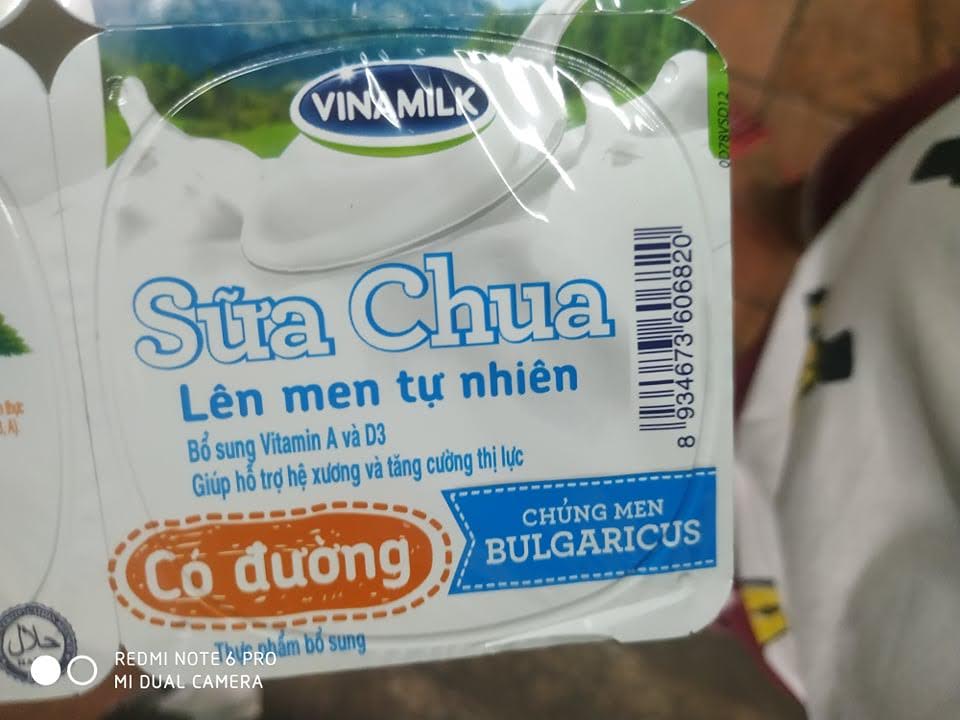 VINAMILK
0D78VSD12
Sữa Chua
Lên men tự nhiên
Bổ sung Vitamin A và D3
Giúp hỗ trợ hệ xương và tăng cường thị lực
8 934673 606820
CHỦNG MEN
BULGARICUS
Có đường
Thực phẩm bổ sung
حلال
REDMI NOTE 6 PRO
MI DUAL CAMERA